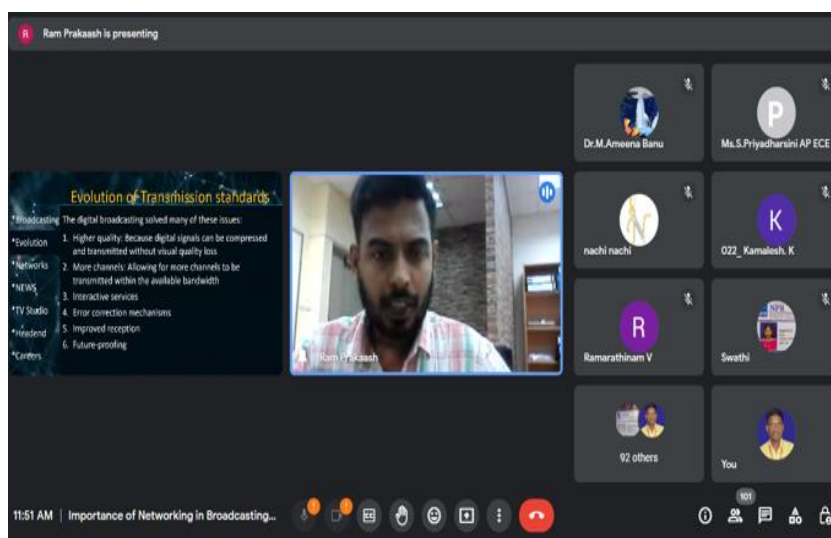 R Ram Prakaash is presenting
Evolution of Transmission standards
*Broadcasting
*Evolution
*Networks
*NEWS
*TV Studio
*Headend
*Careers
The digital broadcasting solved many of these issues:
1. Higher quality: Because digital signals can be compressed
and transmitted without visual quality loss
2. More channels: Allowing for more channels to be
transmitted within the available bandwidth
3. Interactive services
4. Error correction mechanisms
5. Improved reception
6. Future-proofing
Ram Prakaash
Dr.M.Ameena Banu
P
Ms.S.Priyadharsini AP ECE
nachi nachi
K
022_ Kamalesh. K
R
Ramarathinam V
NPR
Swathi
92 others
You
11:51 AM | Importance of Networking in Broadcasting...
CC
101